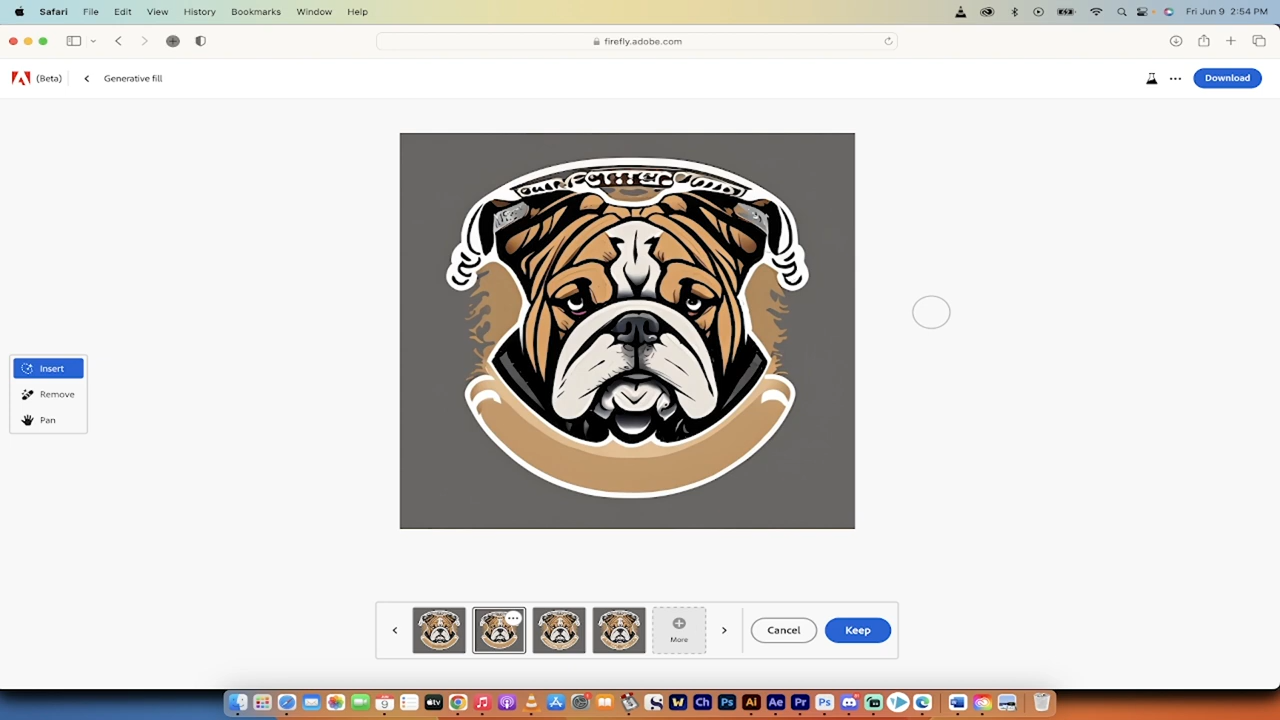 Safari File Edit View History Bookmarks Window Help Fri Jun 9 2:54 PM
firefly.adobe.com
(Beta) Generative fill Download
Insert
Remove
Pan
More
Cancel Keep